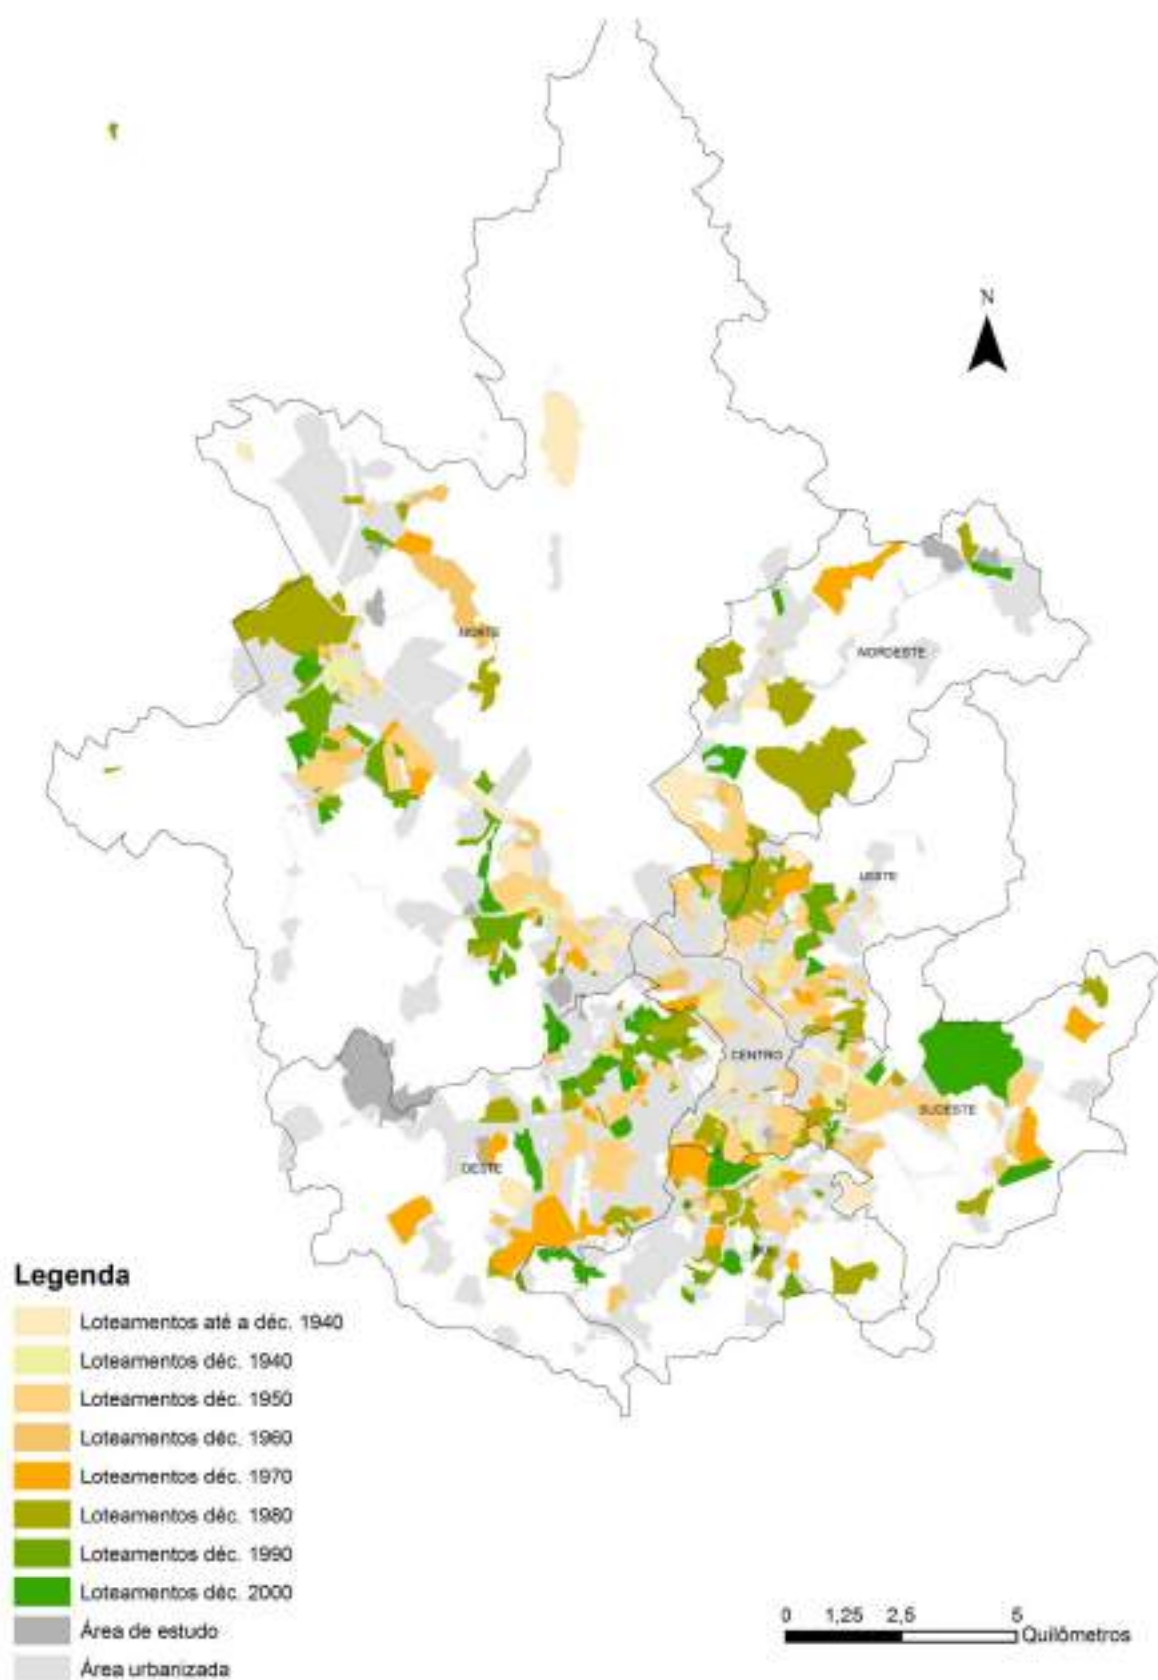 N
NORTE
NORDESTE
LESTE
CENTRO
SUDESTE
OESTE
Legenda
Loteamentos até a déc. 1940
Loteamentos déc. 1940
Loteamentos déc. 1950
Loteamentos déc. 1960
Loteamentos déc. 1970
Loteamentos déc. 1980
Loteamentos déc. 1990
Loteamentos déc. 2000
Área de estudo
Área urbanizada
0 1,25 2,5 5
Quilômetros